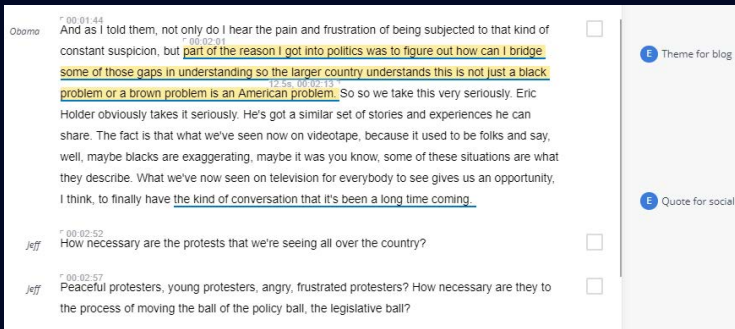 00:01:44
Obama And as I told them, not only do I hear the pain and frustration of being subjected to that kind of
00:02:01
constant suspicion, but part of the reason I got into politics was to figure out how can I bridge
E Theme for blog
some of those gaps in understanding so the larger country understands this is not just a black
12.5s, 00:02:13
problem or a brown problem is an American problem. So so we take this very seriously. Eric
Holder obviously takes it seriously. He's got a similar set of stories and experiences he can
share. The fact is that what we've seen now on videotape, because it used to be folks and say,
well, maybe blacks are exaggerating, maybe it was you know, some of these situations are what
they describe. What we've now seen on television for everybody to see gives us an opportunity,
I think, to finally have the kind of conversation that it's been a long time coming.
E Quote for social
00:02:52
Jeff How necessary are the protests that we're seeing all over the country?
00:02:57
Jeff Peaceful protesters, young protesters, angry, frustrated protesters? How necessary are they to
the process of moving the ball of the policy ball, the legislative ball?